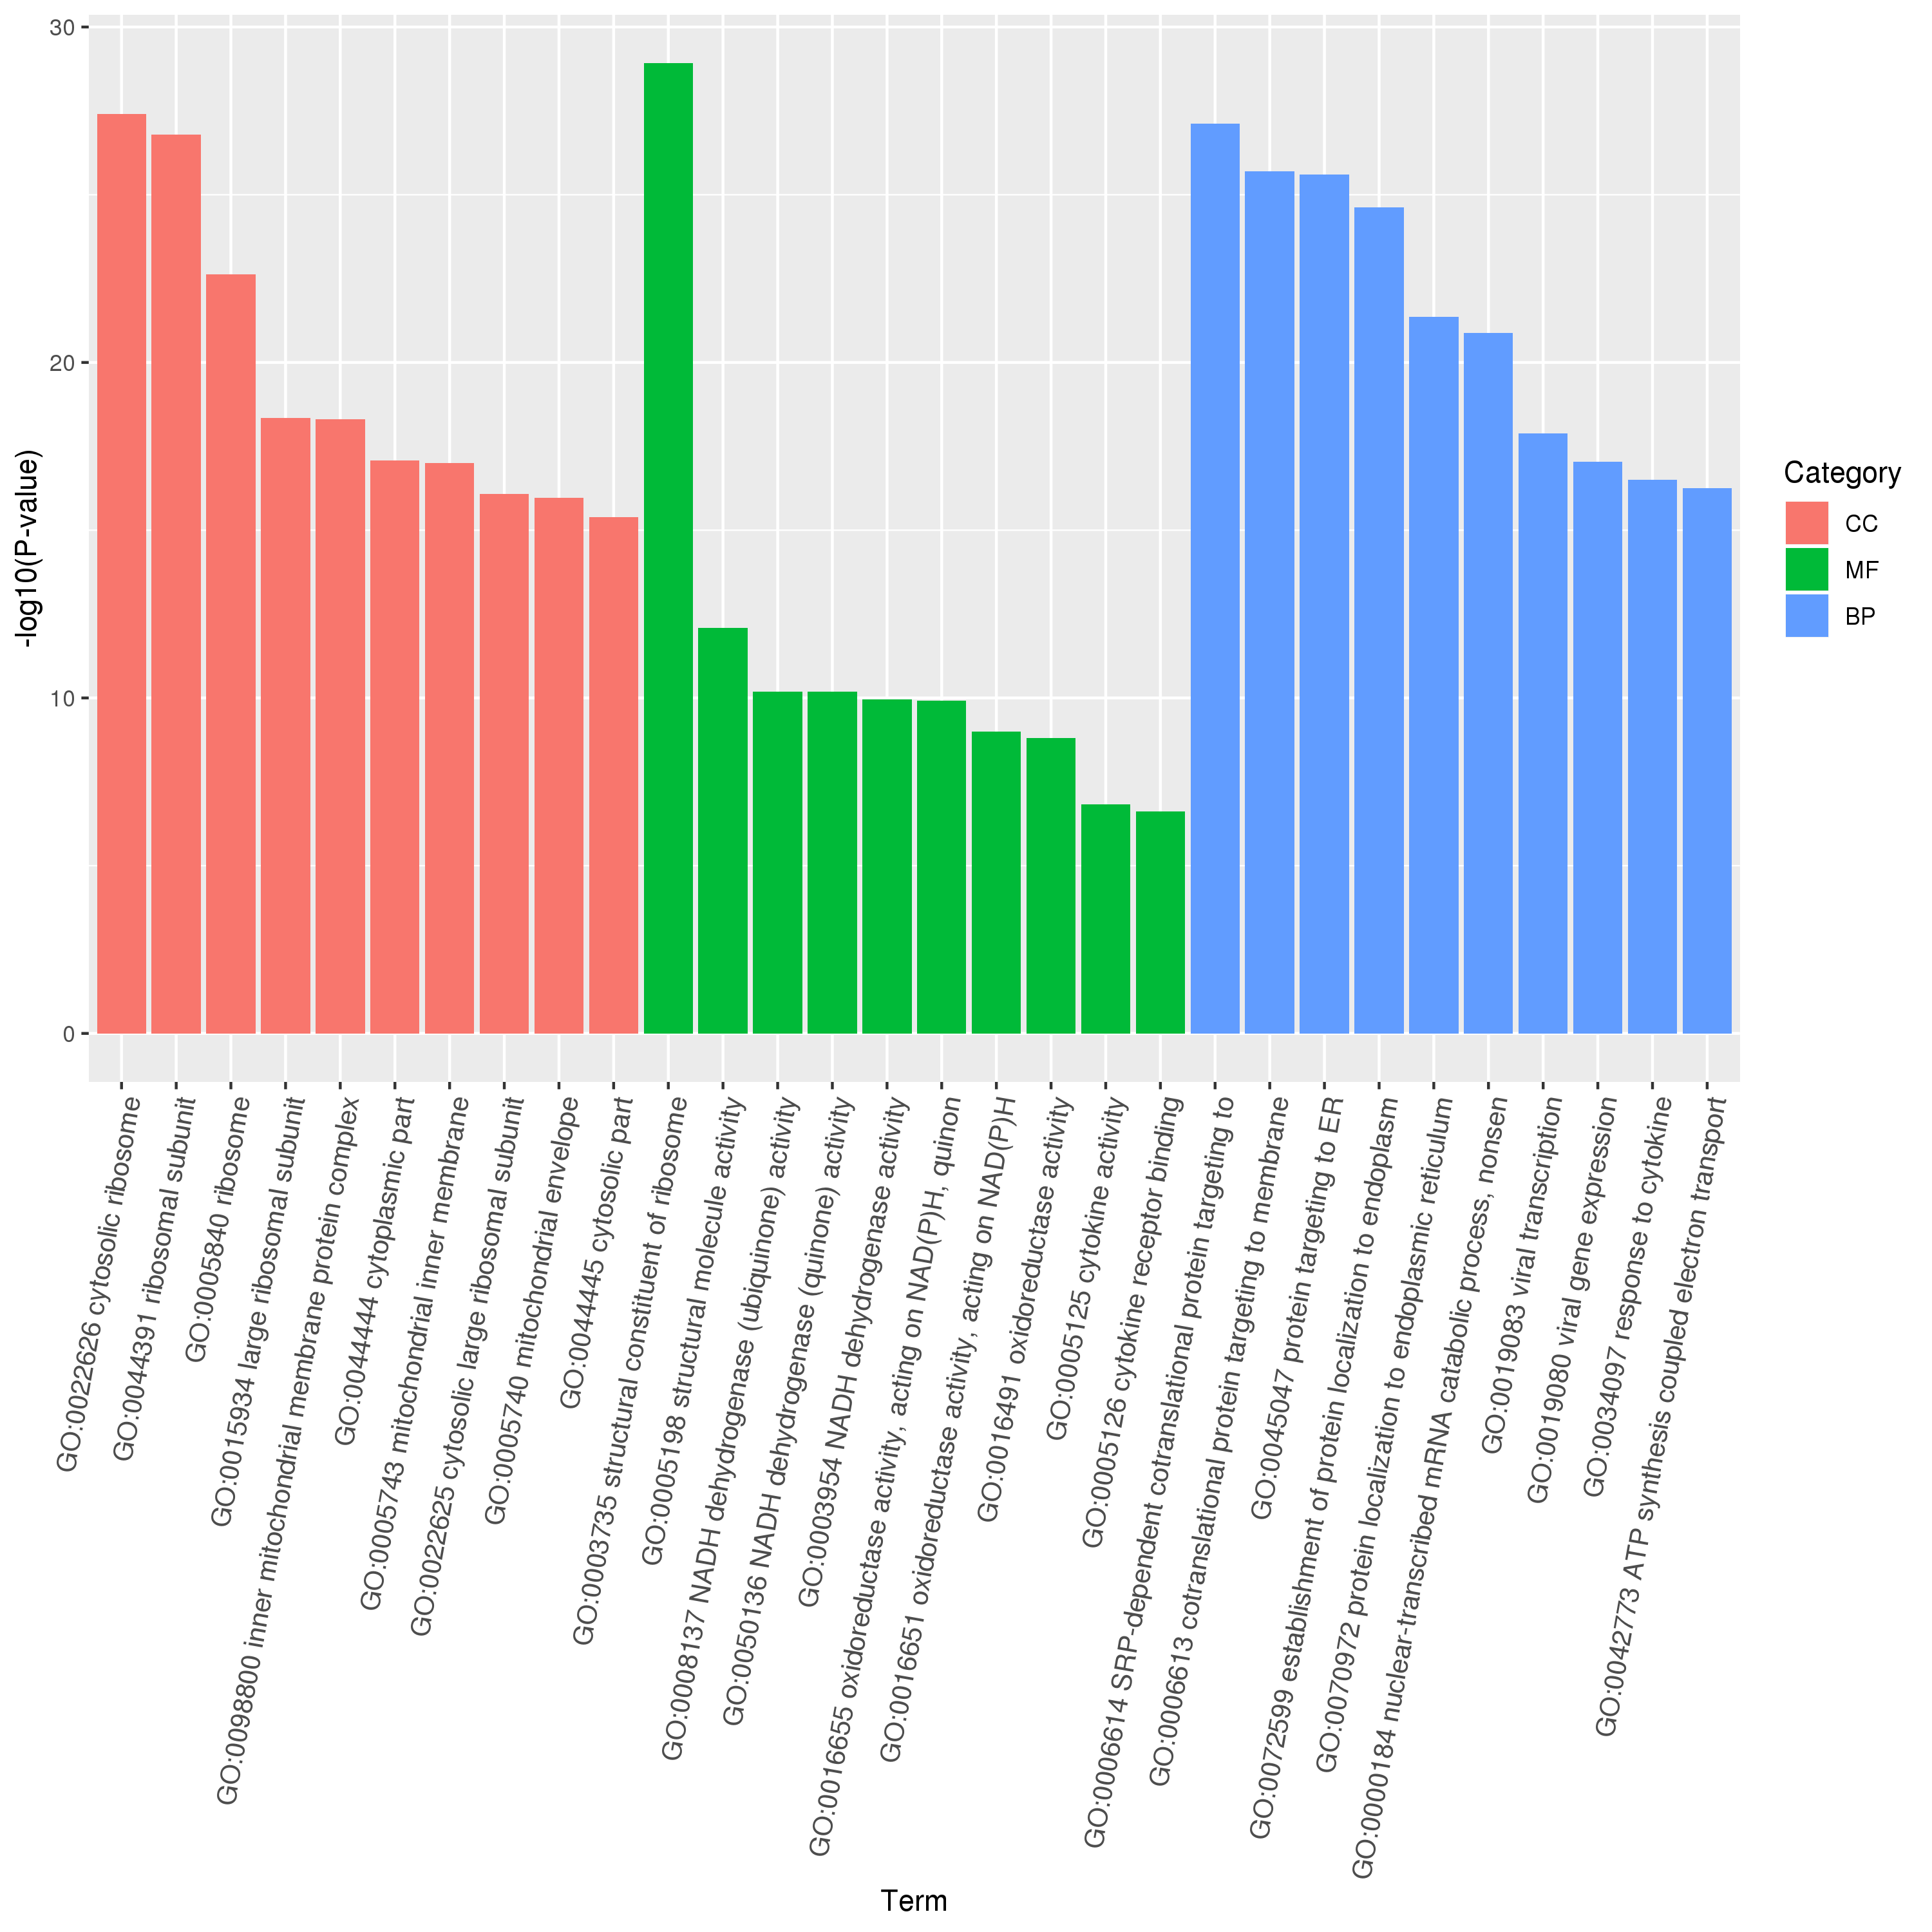 30
20
10
0
-log10(P-value)
GO:0022626 cytosolic ribosome
GO:0044391 ribosomal subunit
GO:0005840 ribosome
GO:0015934 large ribosomal subunit
GO:0098800 inner mitochondrial membrane protein complex
GO:0044444 cytoplasmic part
GO:0005743 mitochondrial inner membrane
GO:0022625 cytosolic large ribosomal subunit
GO:0005740 mitochondrial envelope
GO:0044445 cytosolic part
GO:0003735 structural constituent of ribosome
GO:0005198 structural molecule activity
GO:0008137 NADH dehydrogenase (ubiquinone) activity
GO:0050136 NADH dehydrogenase (quinone) activity
GO:0003954 NADH dehydrogenase activity
GO:0016655 oxidoreductase activity, acting on NAD(P)H, quinon
GO:0016651 oxidoreductase activity, acting on NAD(P)H
GO:0016491 oxidoreductase activity
GO:0005125 cytokine activity
GO:0005126 cytokine receptor binding
GO:0006614 SRP-dependent cotranslational protein targeting to
GO:0006613 cotranslational protein targeting to membrane
GO:0045047 protein targeting to ER
GO:0072599 establishment of protein localization to endoplasm
GO:0070972 protein localization to endoplasmic reticulum
GO:0000184 nuclear-transcribed mRNA catabolic process, nonsen
GO:0019083 viral transcription
GO:0019080 viral gene expression
GO:0034097 response to cytokine
GO:0042773 ATP synthesis coupled electron transport
Term
Category
CC
MF
BP